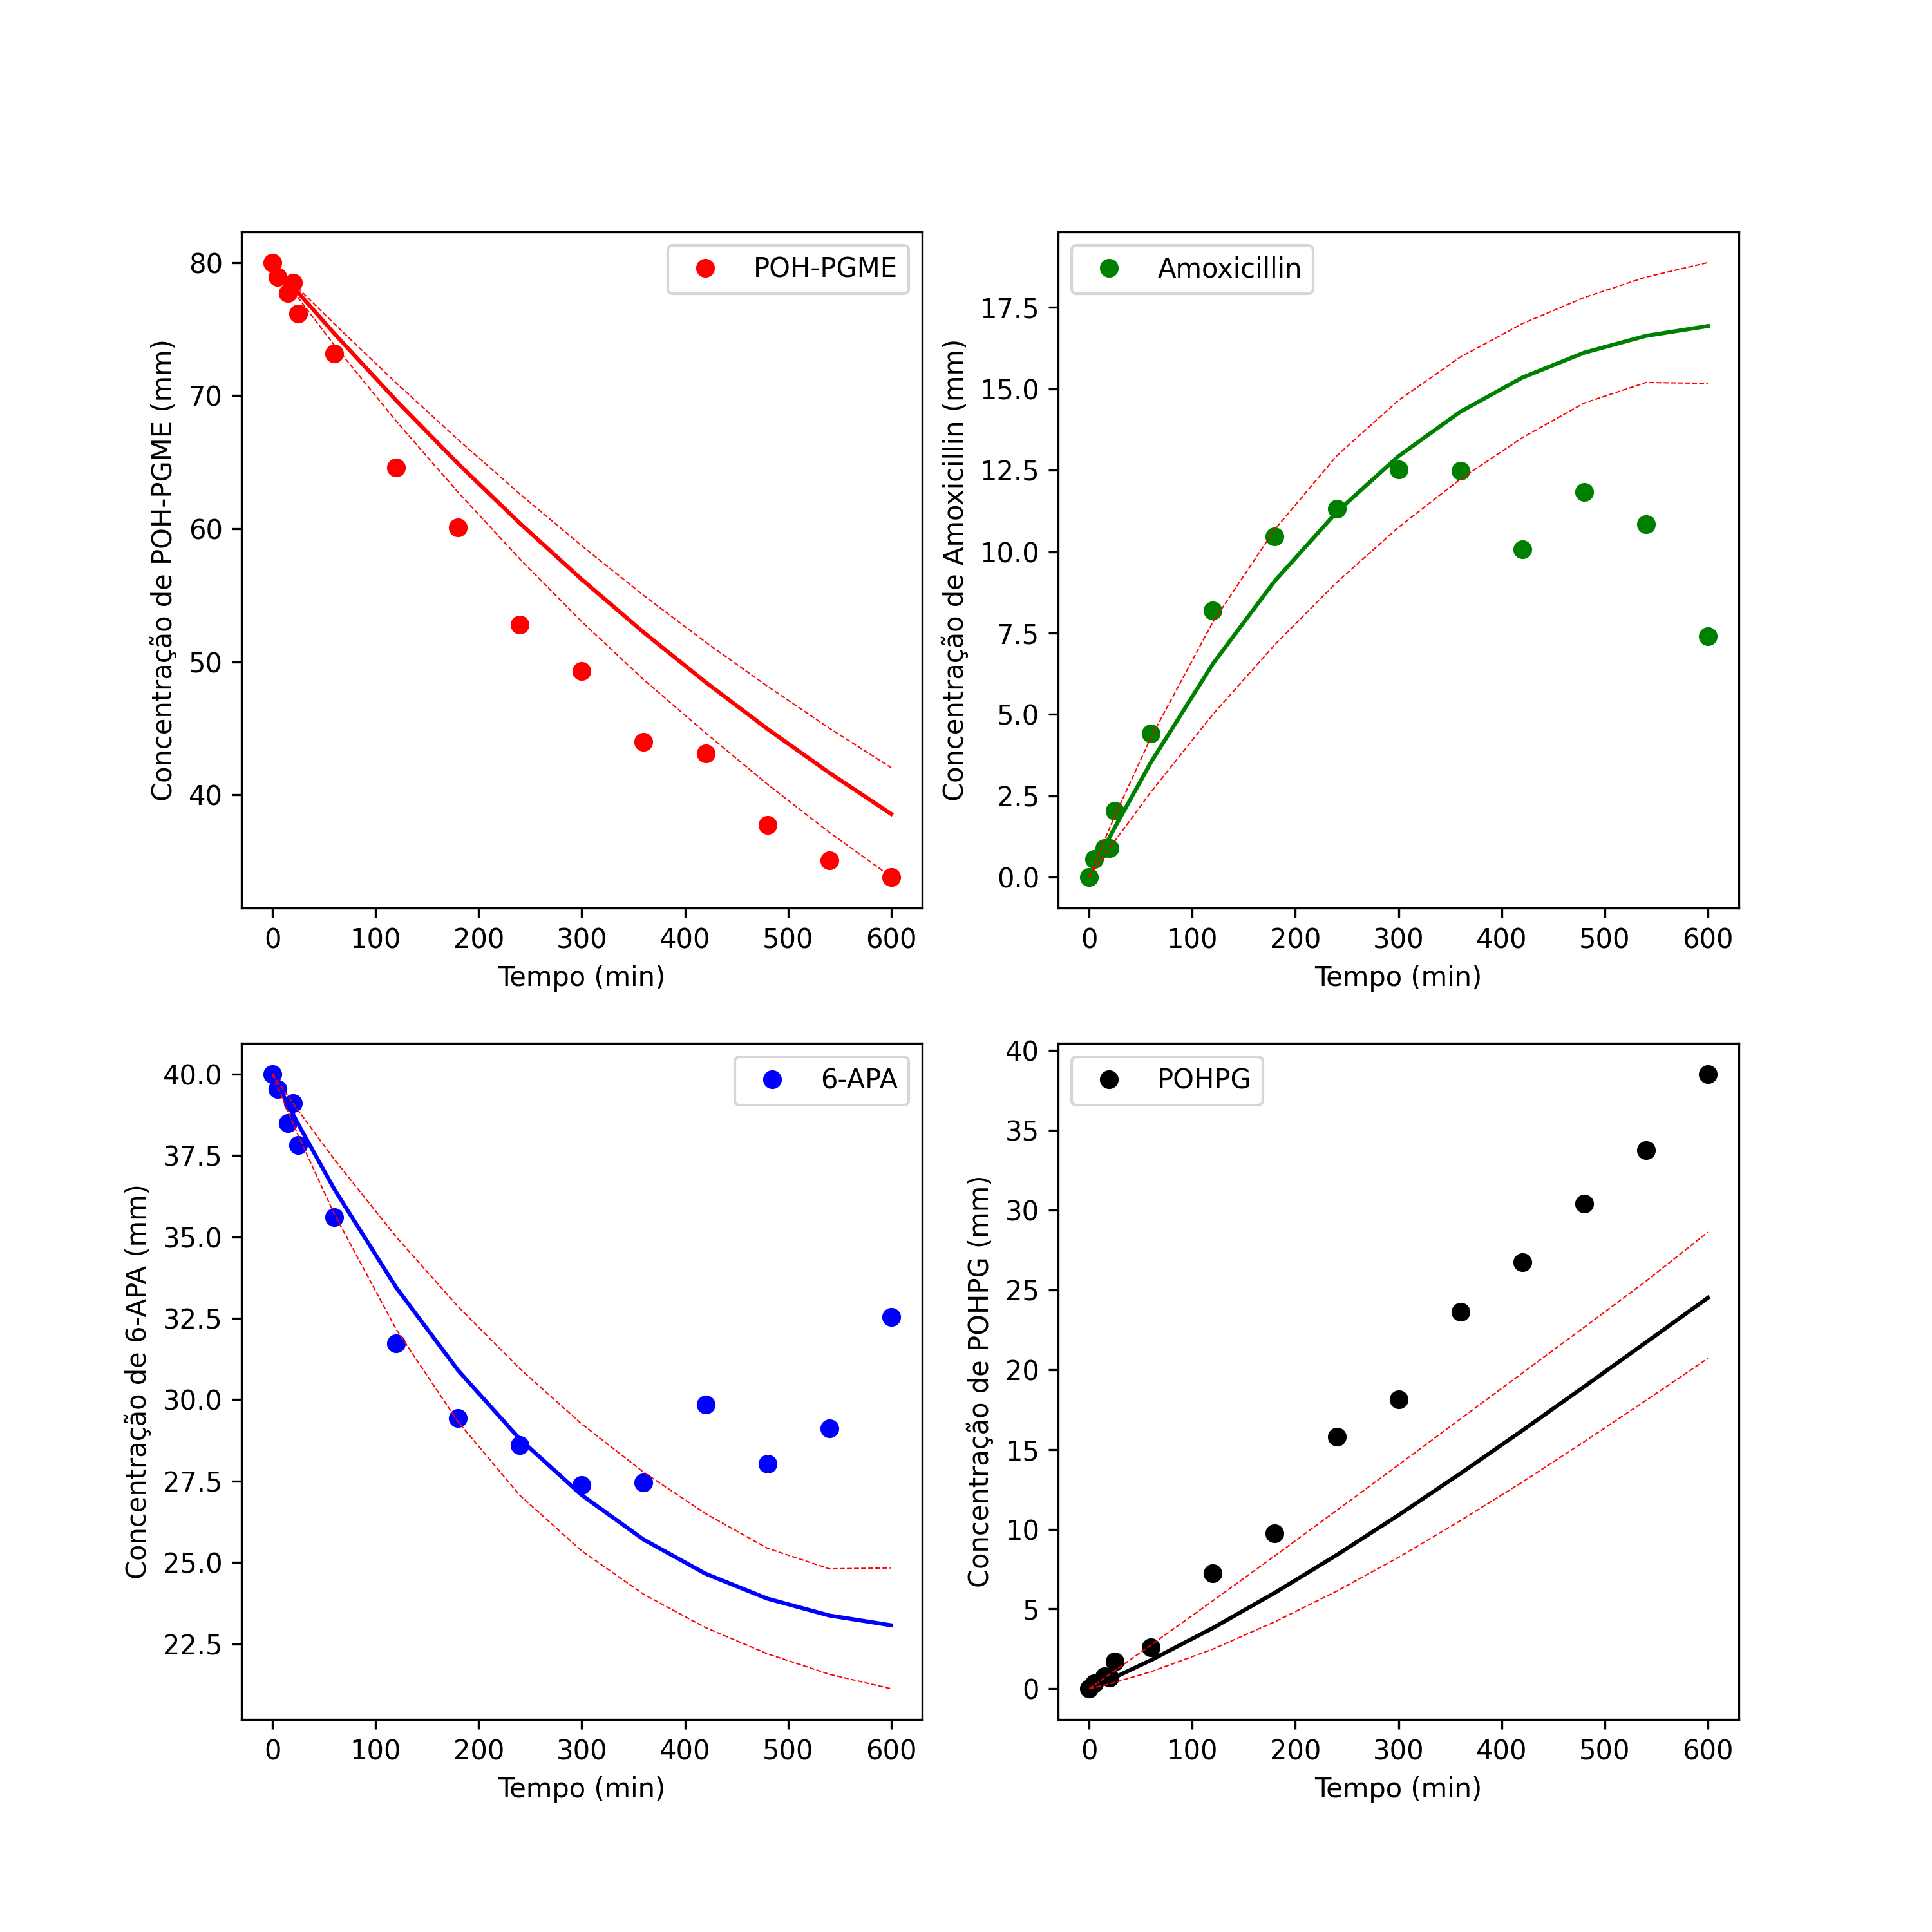 POH-PGME
Concentração de POH-PGME (mm)
80
70
60
50
40
0 100 200 300 400 500 600
Tempo (min)
Amoxicillin
Concentração de Amoxicillin (mm)
17.5
15.0
12.5
10.0
7.5
5.0
2.5
0.0
0 100 200 300 400 500 600
Tempo (min)
6-APA
Concentração de 6-APA (mm)
40.0
37.5
35.0
32.5
30.0
27.5
25.0
22.5
0 100 200 300 400 500 600
Tempo (min)
POHPG
Concentração de POHPG (mm)
40
35
30
25
20
15
10
5
0
0 100 200 300 400 500 600
Tempo (min)